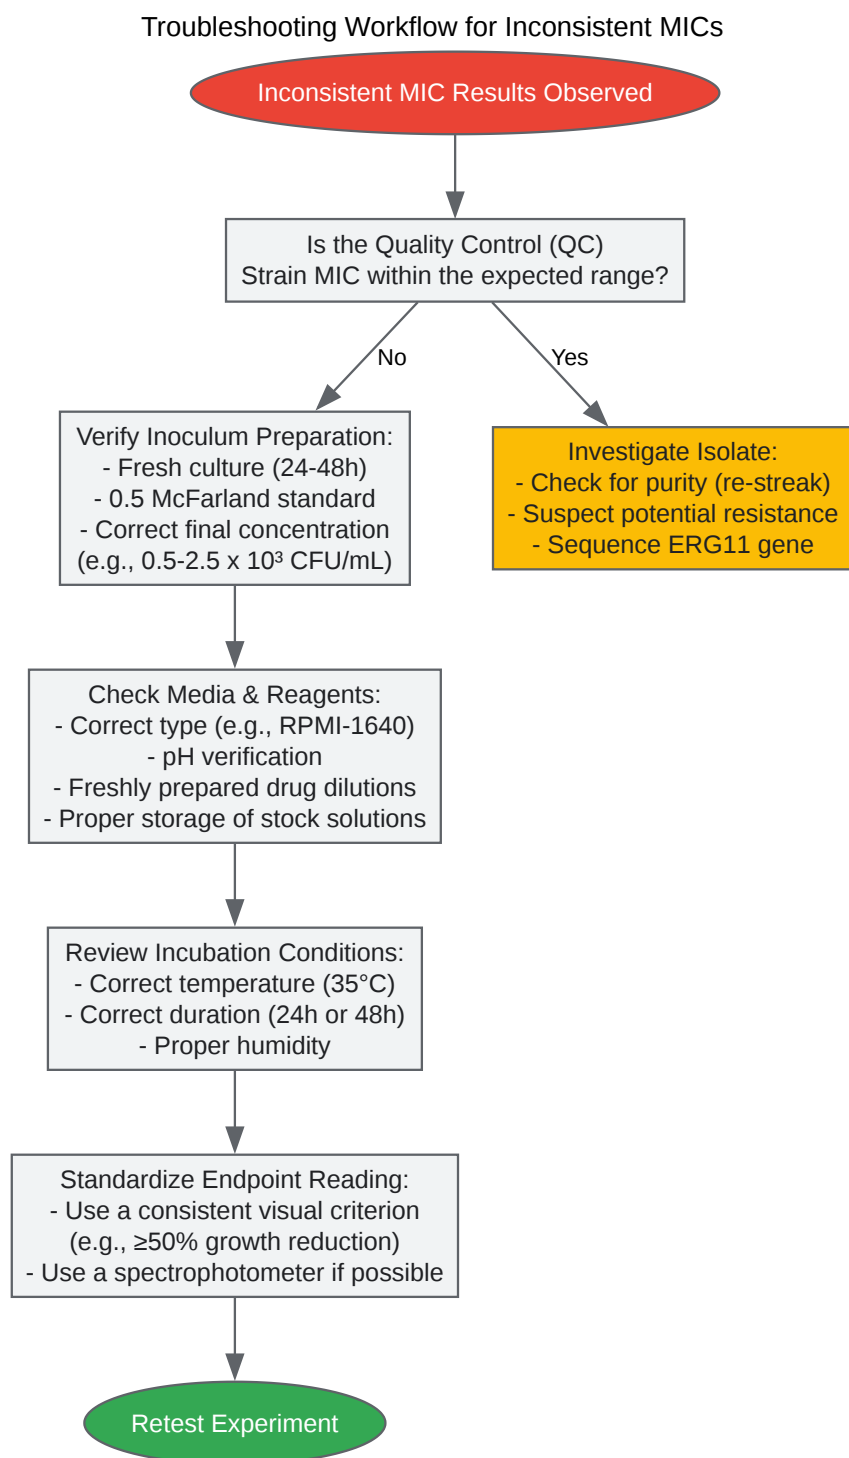 Troubleshooting Workflow for Inconsistent MICs
Inconsistent MIC Results Observed
Is the Quality Control (QC)
Strain MIC within the expected range?
No
Yes
Verify Inoculum Preparation:
- Fresh culture (24-48h)
- 0.5 McFarland standard
- Correct final concentration
(e.g., 0.5-2.5 x 10³ CFU/mL)
Investigate Isolate:
- Check for purity (re-streak)
- Suspect potential resistance
- Sequence ERG11 gene
Check Media & Reagents:
- Correct type (e.g., RPMI-1640)
- pH verification
- Freshly prepared drug dilutions
- Proper storage of stock solutions
Review Incubation Conditions:
- Correct temperature (35°C)
- Correct duration (24h or 48h)
- Proper humidity
Standardize Endpoint Reading:
- Use a consistent visual criterion
(e.g., ≥50% growth reduction)
- Use a spectrophotometer if possible
Retest Experiment